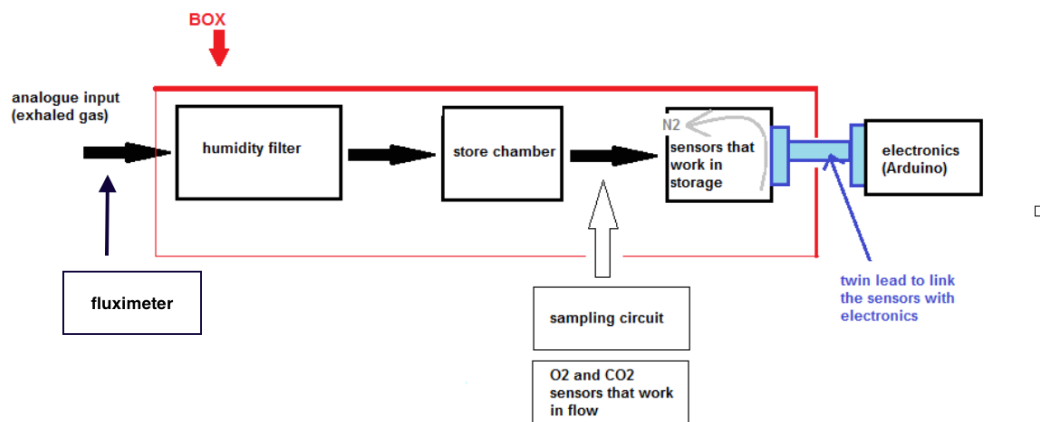 BOX
analogue input
(exhaled gas)
humidity filter
store chamber
N2
sensors that
work in
storage
electronics
(Arduino)
fluximeter
sampling circuit
O2 and CO2
sensors that work
in flow
twin lead to link
the sensors with
electronics